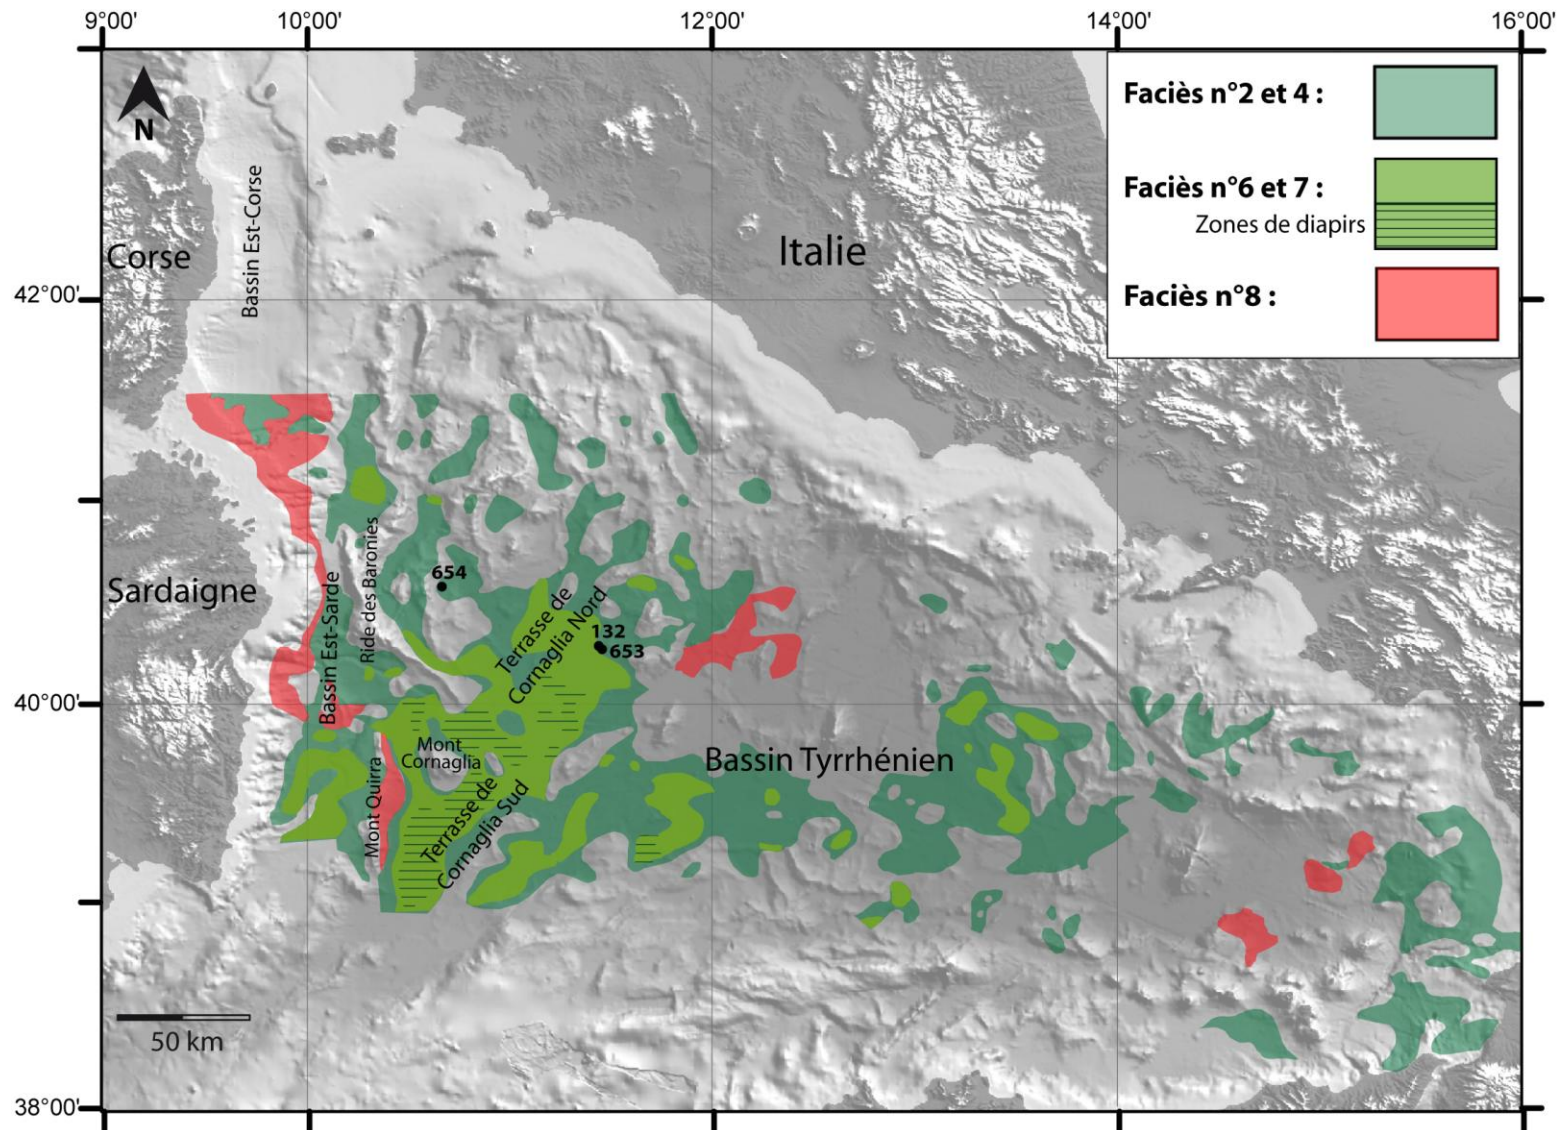 9°00'
10°00'
12°00'
14°00'
16°00'
N
Faciès n°2 et 4 :
Faciès n°6 et 7 :
Zones de diapirs
Faciès n°8 :
Corse
Bassin Est-Corse
Italie
42°00'
Sardaigne
Bassin Est-Sarde
Ride des Baronies
654
Terrasse de
Cornaglia Nord
132
653
40°00'
Mont
Cornaglia
Bassin Tyrrhénien
Mont Quirra
Terrasse de
Cornaglia Sud
50 km
38°00'